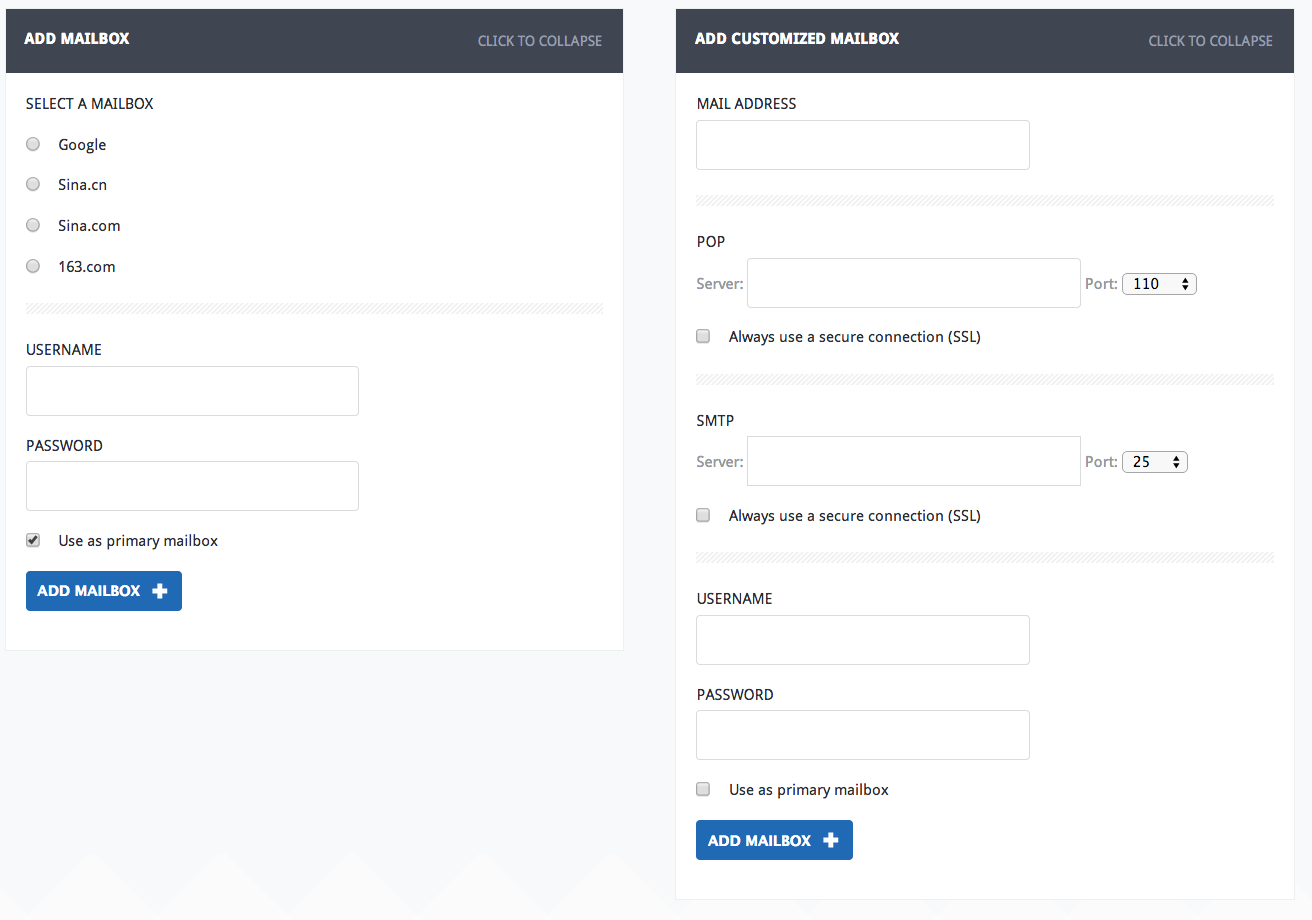 ADD MAILBOX
CLICK TO COLLAPSE
SELECT A MAILBOX
Google
Sina.cn
Sina.com
163.com
USERNAME
PASSWORD
Use as primary mailbox
ADD MAILBOX
ADD CUSTOMIZED MAILBOX
CLICK TO COLLAPSE
MAIL ADDRESS
POP
Server: Port: 110
Always use a secure connection (SSL)
SMTP
Server: Port: 25
Always use a secure connection (SSL)
USERNAME
PASSWORD
Use as primary mailbox
ADD MAILBOX